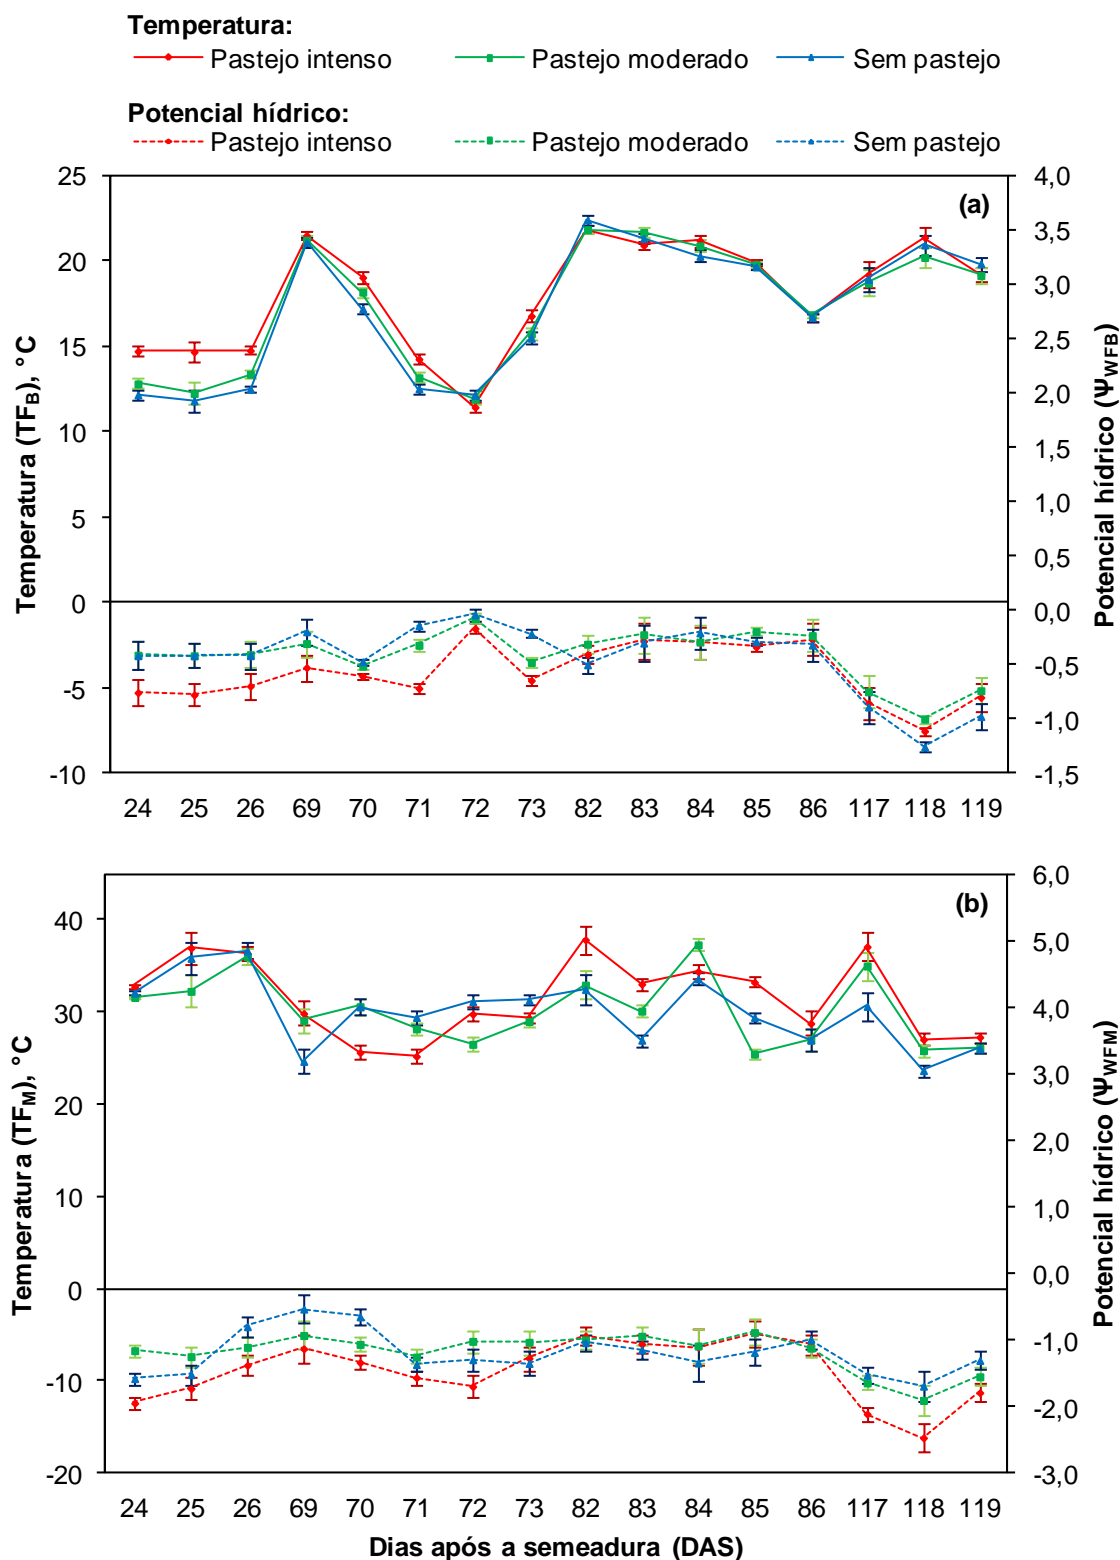 Temperatura:
Pastejo intenso Pastejo moderado Sem pastejo
Potencial hídrico:
Pastejo intenso Pastejo moderado Sem pastejo
(a)
Temperatura (TF_B), °C
25
20
15
10
5
0
-5
-10
4,0
3,5
3,0
2,5
2,0
1,5
1,0
0,5
0,0
-0,5
-1,0
-1,5
Potencial hídrico (Ψ_WFB)
24 25 26 69 70 71 72 73 82 83 84 85 86 117 118 119
(b)
Temperatura (TF_M), °C
40
30
20
10
0
-10
-20
6,0
5,0
4,0
3,0
2,0
1,0
0,0
-1,0
-2,0
-3,0
Potencial hídrico (Ψ_WFM)
24 25 26 69 70 71 72 73 82 83 84 85 86 117 118 119
Dias após a semeadura (DAS)